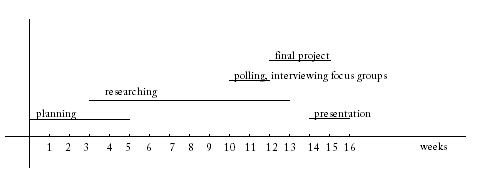 final project
polling, interviewing focus groups
researching
planning
presentation
1 2 3 4 5 6 7 8 9 10 11 12 13 14 15 16 weeks